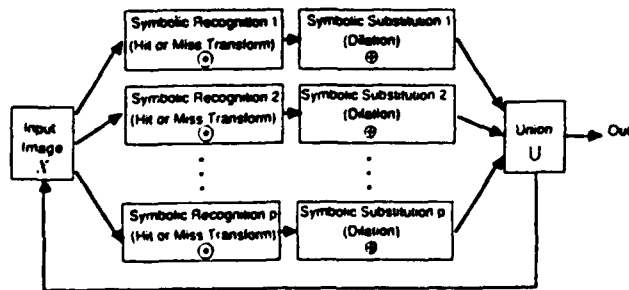 Symbolic Recognition 1
(Hit or Miss Transform)
⊙
Symbolic Substitution 1
(Dilation)
⊕
Symbolic Recognition 2
(Hit or Miss Transform)
⊙
Symbolic Substitution 2
(Dilation)
⊕
Input
Image
X
Union
U
Out
Symbolic Recognition p
(Hit or Miss Transform)
⊙
Symbolic Substitution p
(Dilation)
⊕